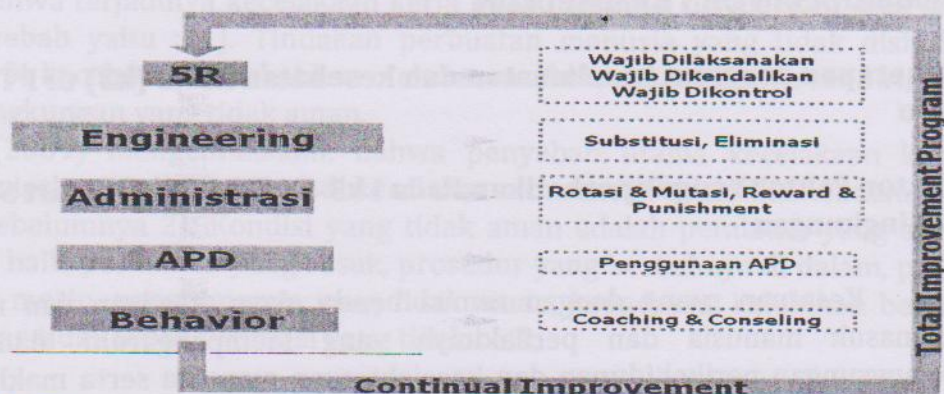 5R
Wajib Dilaksanakan
Wajib Dikendalikan
Wajib Dikontrol
Engineering
Substitusi, Eliminasi
Administrasi
Rotasi & Mutasi, Reward &
Punishment
APD
Penggunaan APD
Behavior
Coaching & Conseling
Continual Improvement
Total Improvement Program